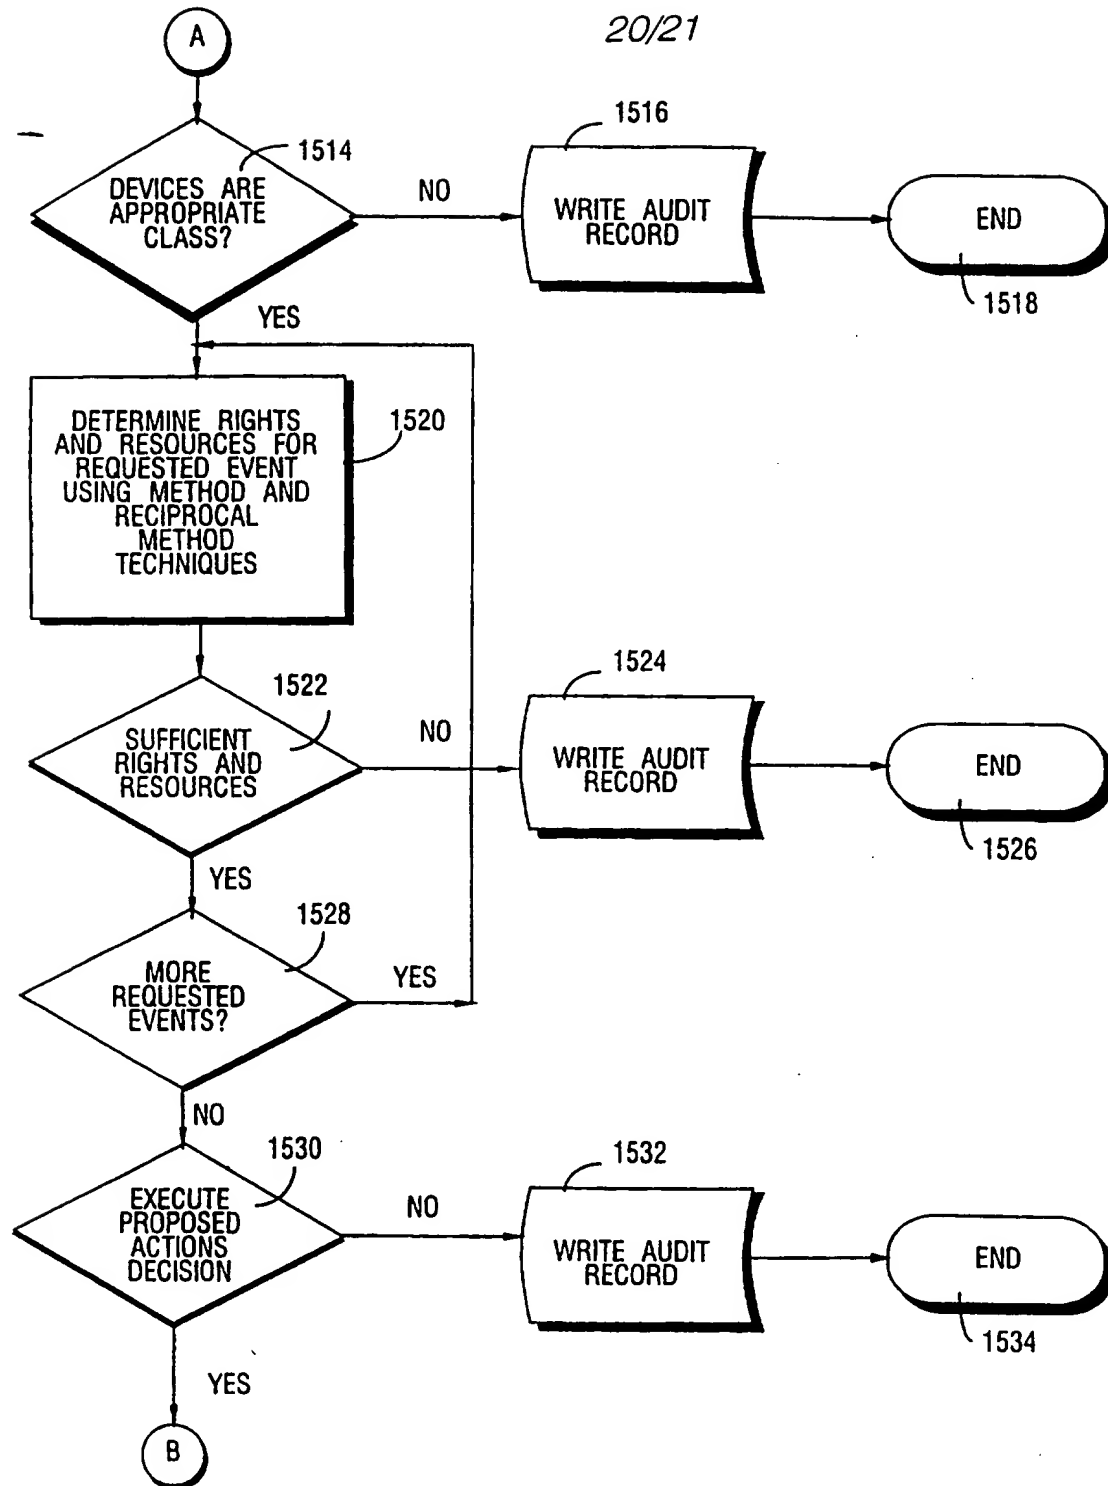 20/21
A
1514
DEVICES ARE
APPROPRIATE
CLASS?
NO
1516
WRITE AUDIT
RECORD
END
1518
YES
DETERMINE RIGHTS
AND RESOURCES FOR
REQUESTED EVENT
USING METHOD AND
RECIPROCAL
METHOD
TECHNIQUES
1520
1522
SUFFICIENT
RIGHTS AND
RESOURCES
NO
1524
WRITE AUDIT
RECORD
END
1526
YES
1528
MORE
REQUESTED
EVENTS?
YES
NO
1530
EXECUTE
PROPOSED
ACTIONS
DECISION
NO
1532
WRITE AUDIT
RECORD
END
1534
YES
B